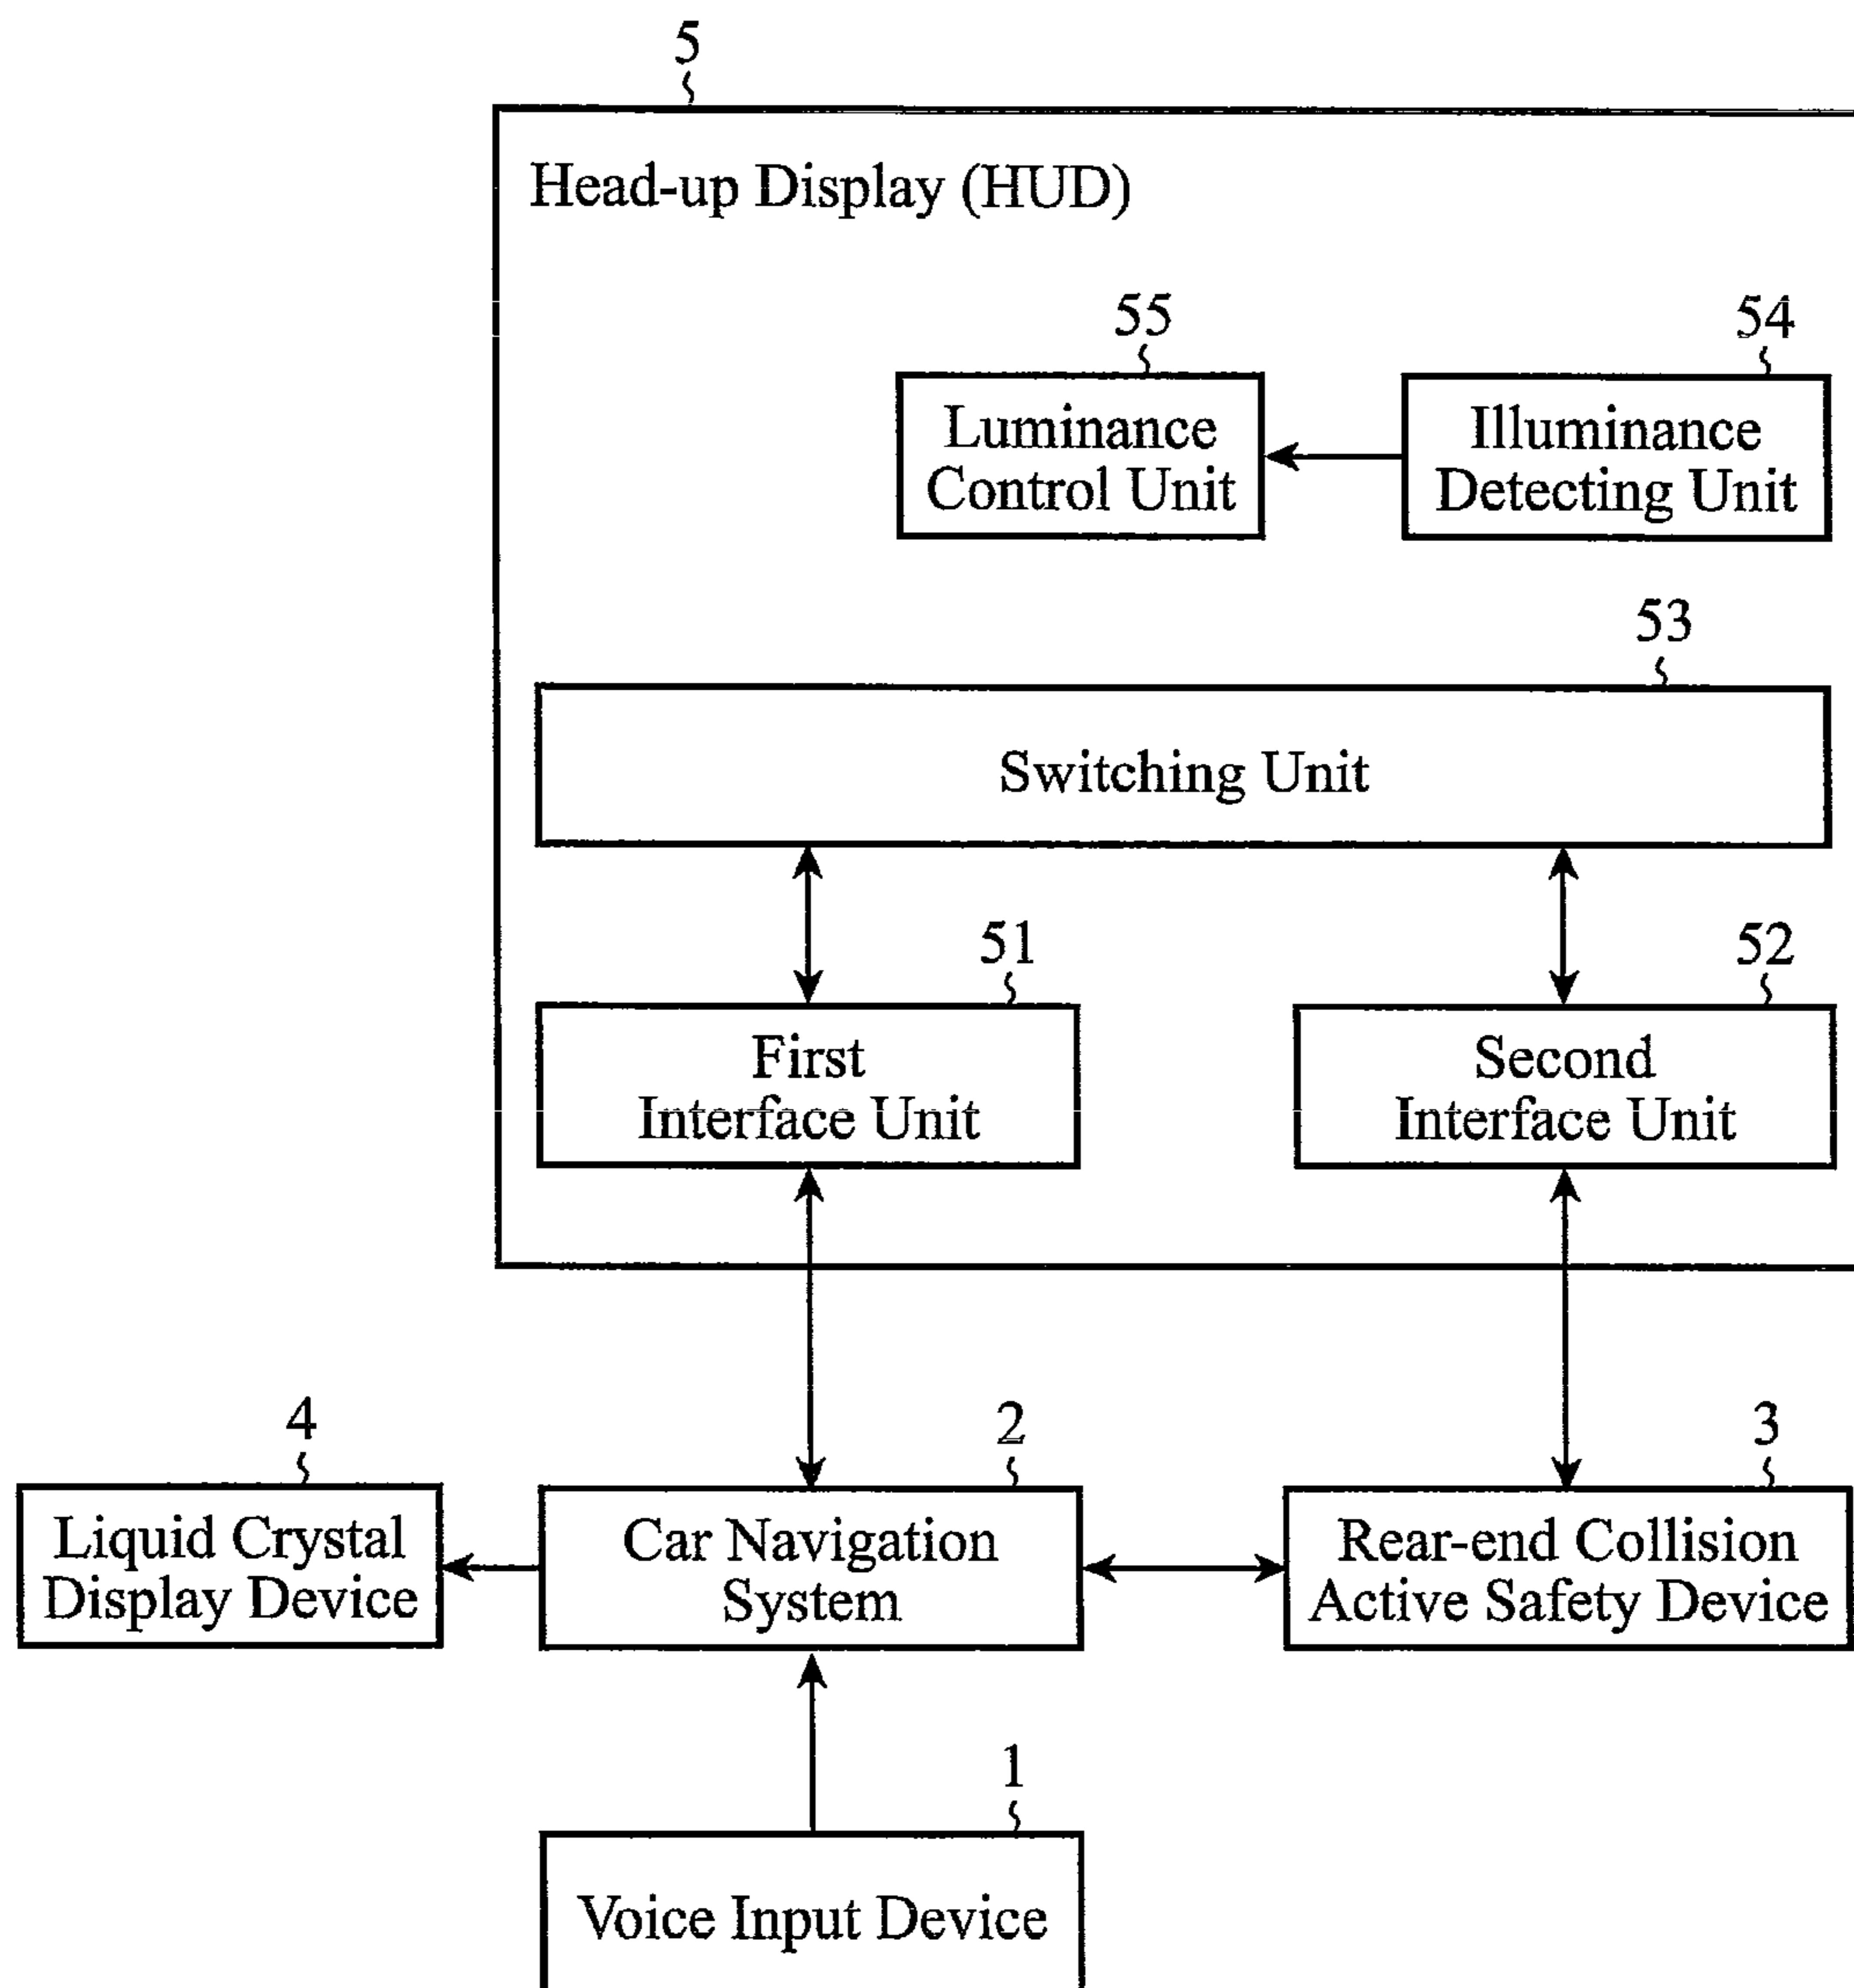 5
Head-up Display (HUD)
55
54
Luminance
Control Unit
Illuminance
Detecting Unit
53
Switching Unit
51
52
First
Interface Unit
Second
Interface Unit
4
2
3
Liquid Crystal
Display Device
Car Navigation
System
Rear-end Collision
Active Safety Device
1
Voice Input Device